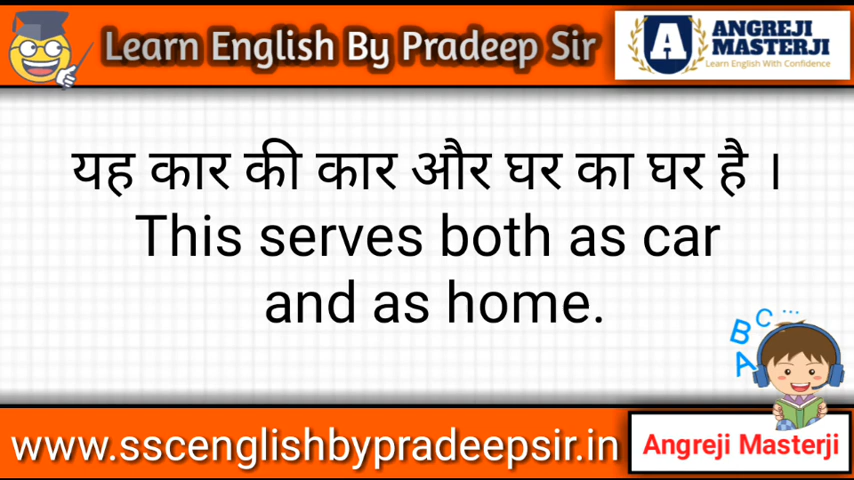 Learn English By Pradeep Sir
A
ANGREJI
MASTERJI
Learn English With Confidence
यह कार की कार और घर का घर है ।
This serves both as car
and as home.
A B C ...
www.sscenglishbypradeepsir.in
Angreji Masterji